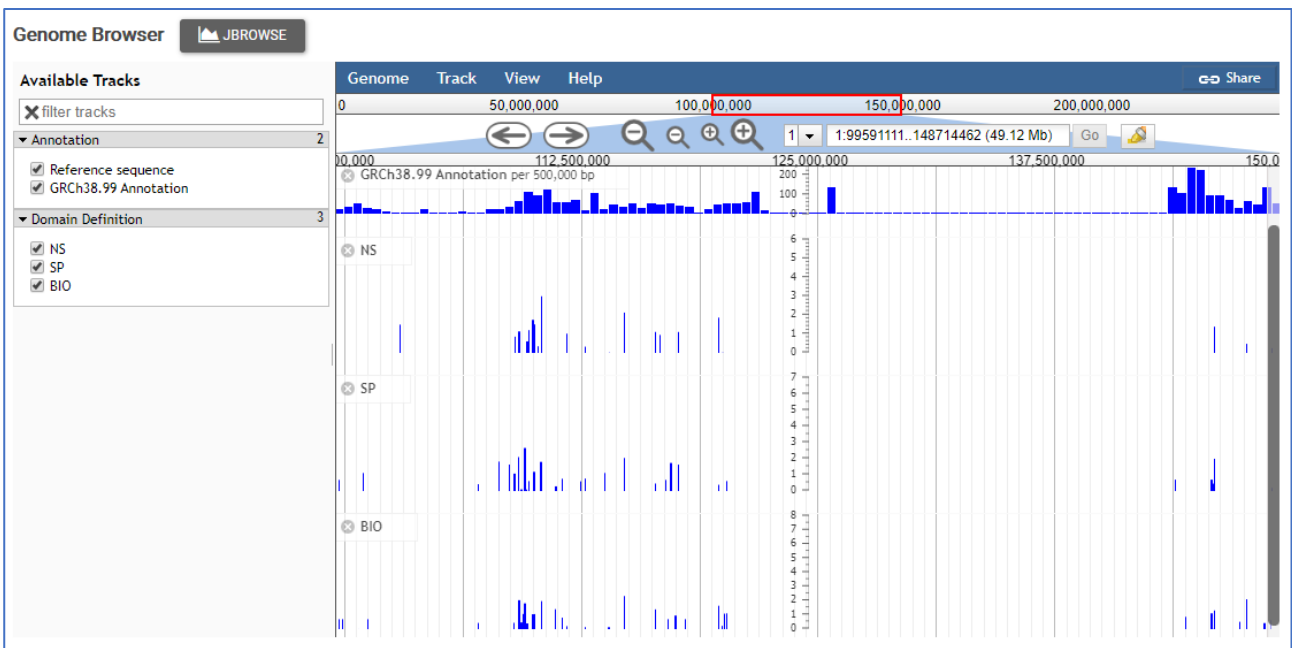 Genome Browser JBROWSE
Available Tracks
filter tracks
Annotation 2
Reference sequence
GRCh38.99 Annotation
Domain Definition 3
NS
SP
BIO
Genome Track View Help Share
0 50,000,000 100,000,000 150,000,000 200,000,000
1 1:99591111..148714462 (49.12 Mb) Go
00,000 112,500,000 125,000,000 137,500,000 150,0
GRCh38.99 Annotation per 500,000 bp
200
100
0
NS
6
5
4
3
2
1
0
SP
7
6
5
4
3
2
1
0
BIO
8
7
6
5
4
3
2
1
0